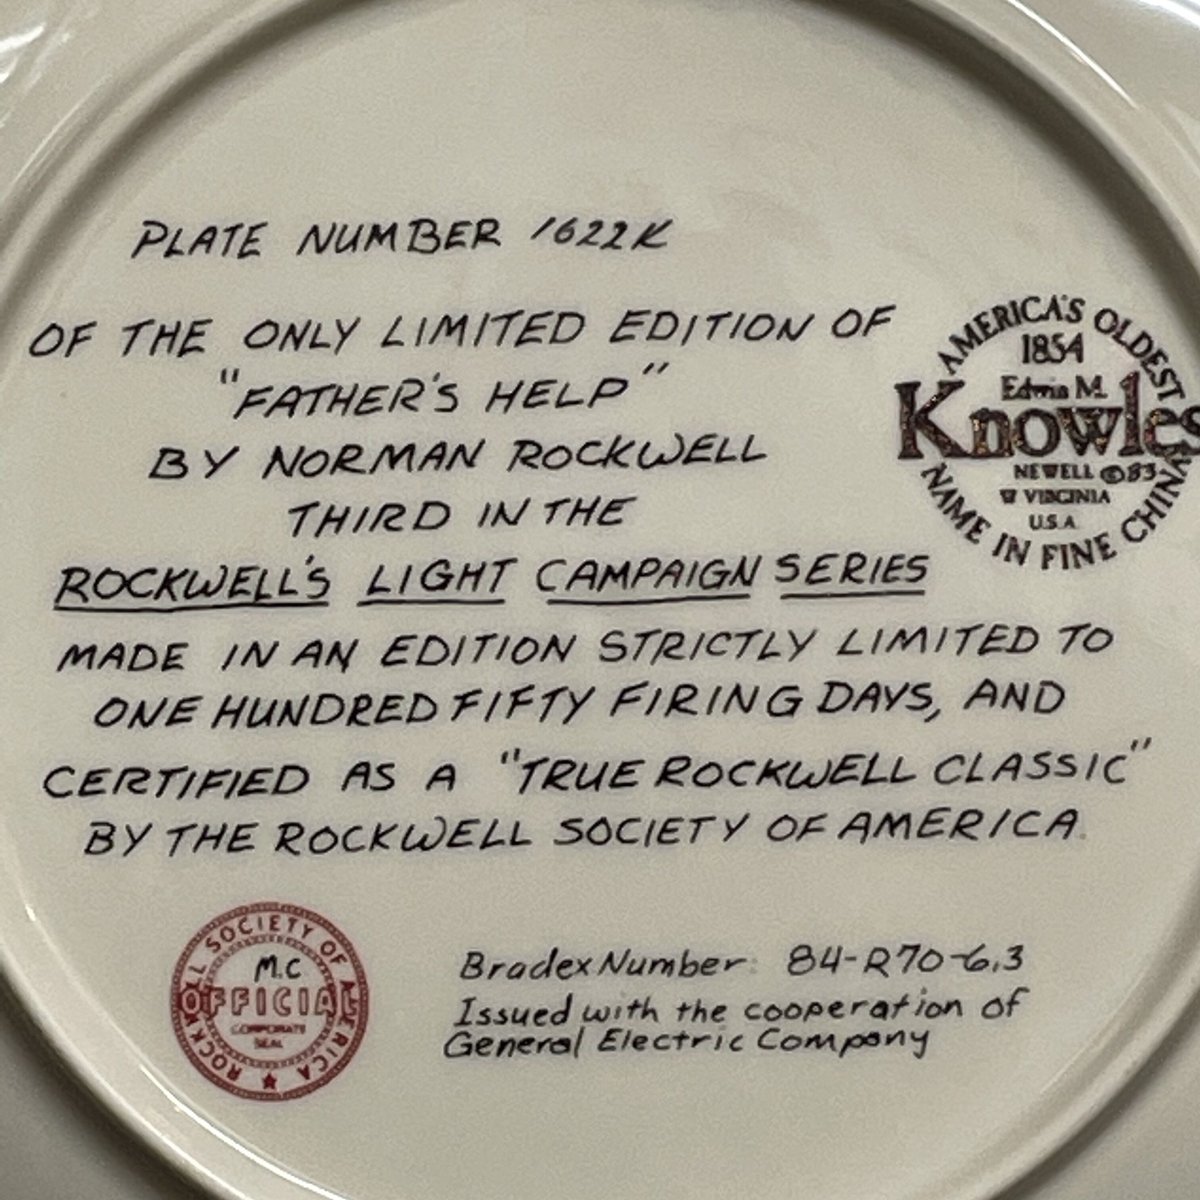 PLATE NUMBER 1622K
OF THE ONLY LIMITED EDITION OF
"FATHER'S HELP"
BY NORMAN ROCKWELL
THIRD IN THE
ROCKWELL'S LIGHT CAMPAIGN SERIES
MADE IN AN EDITION STRICTLY LIMITED TO
ONE HUNDRED FIFTY FIRING DAYS, AND
CERTIFIED AS A "TRUE ROCKWELL CLASSIC"
BY THE ROCKWELL SOCIETY OF AMERICA.
AMERICA'S OLDEST
1854
Edwin M.
Knowles
NEWELL ©83
W VIRGINIA
U.S.A.
NAME IN FINE CHINA
ROCKWELL SOCIETY OF AMERICA
M.C
OFFICIAL
CORPORATE
SEAL
Bradex Number: 84-R70-6.3
Issued with the cooperation of
General Electric Company